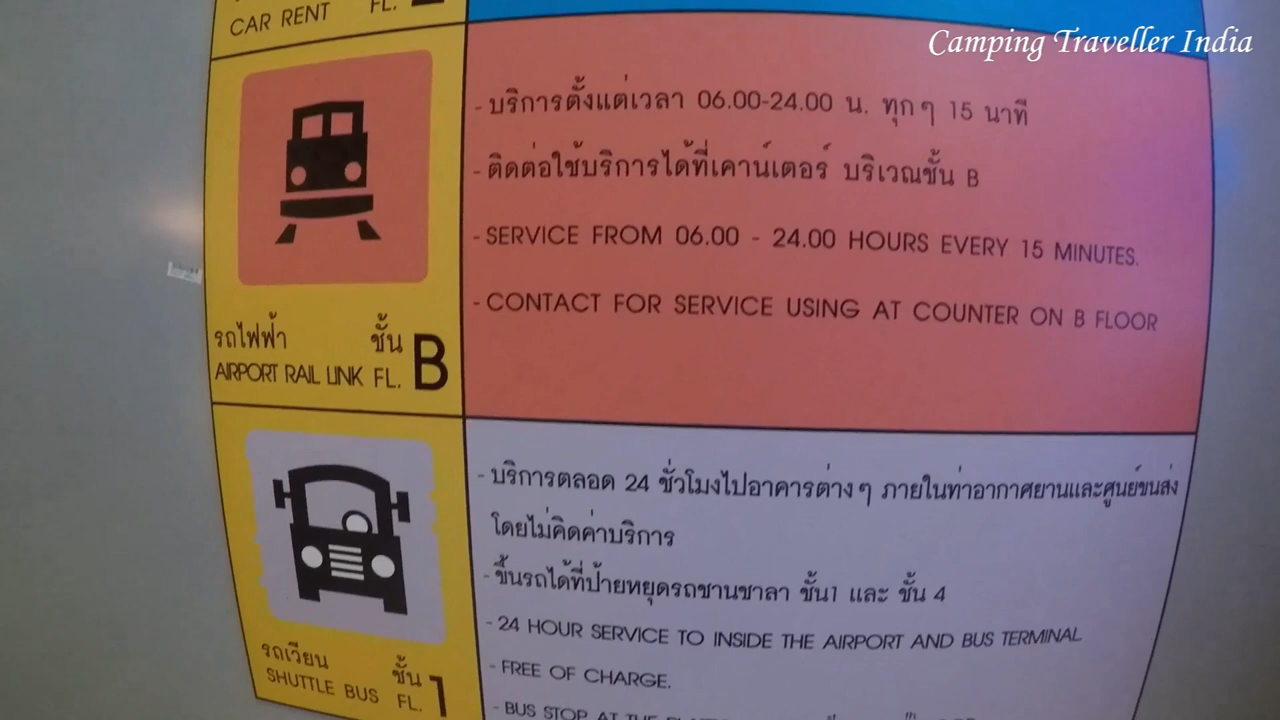 Camping Traveller India
CAR RENT FL.
- บริการตั้งแต่เวลา 06.00-24.00 น. ทุกๆ 15 นาที
- ติดต่อใช้บริการได้ที่เคาน์เตอร์ บริเวณชั้น B
- SERVICE FROM 06.00 - 24.00 HOURS EVERY 15 MINUTES.
- CONTACT FOR SERVICE USING AT COUNTER ON B FLOOR
รถไฟฟ้า ชั้น B
AIRPORT RAIL LINK FL.
- บริการตลอด 24 ชั่วโมงไปอาคารต่างๆ ภายในท่าอากาศยานและศูนย์ขนส่ง
โดยไม่คิดค่าบริการ
- ขึ้นรถได้ที่ป้ายหยุดรถชานชาลา ชั้น1 และ ชั้น 4
- 24 HOUR SERVICE TO INSIDE THE AIRPORT AND BUS TERMINAL
- FREE OF CHARGE.
- BUS STOP AT THE
รถเวียน ชั้น 1
SHUTTLE BUS FL.